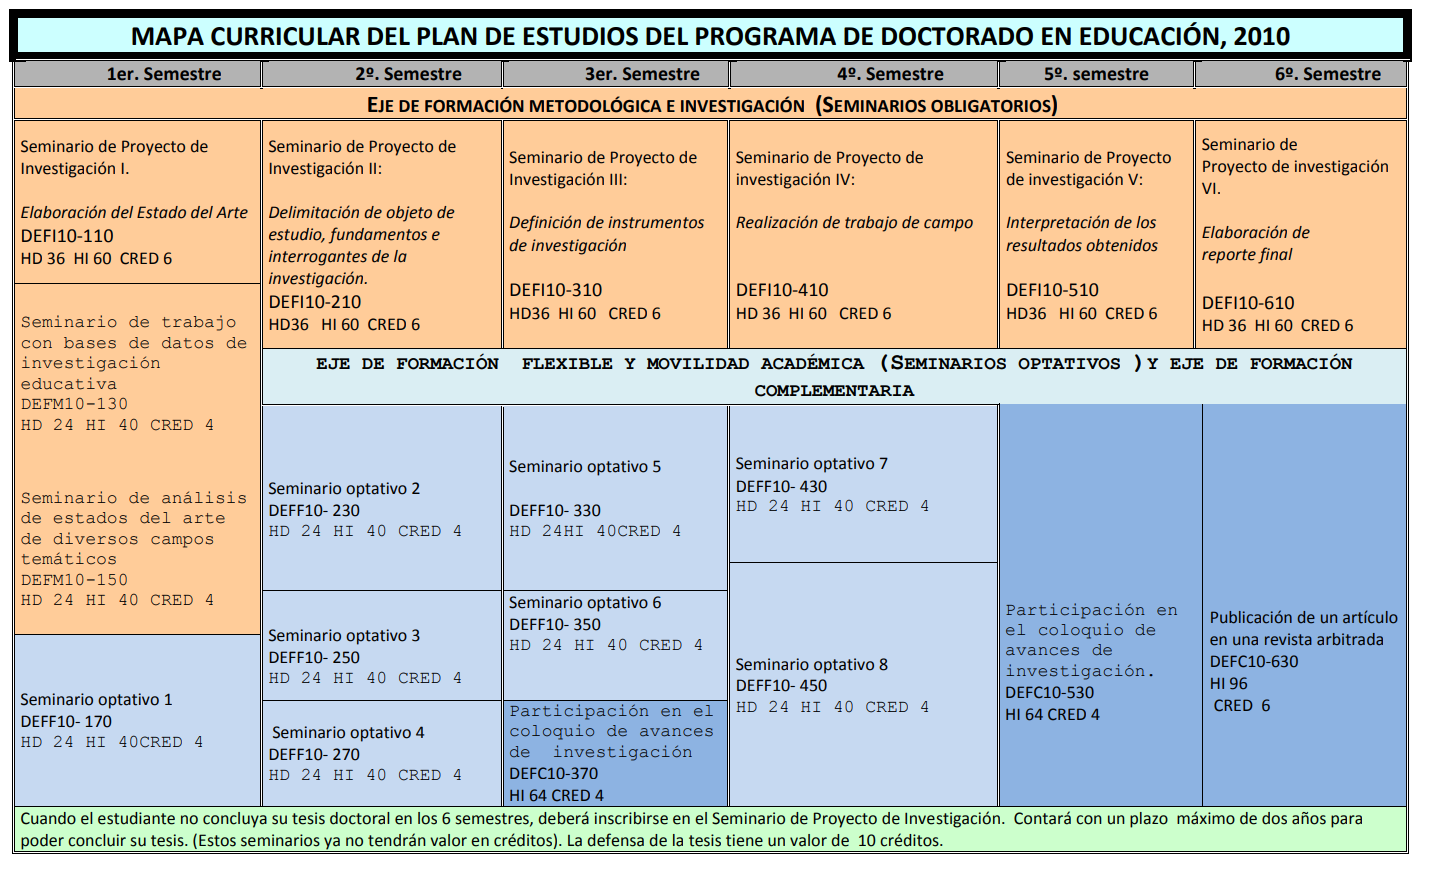 MAPA CURRICULAR DEL PLAN DE ESTUDIOS DEL PROGRAMA DE DOCTORADO EN EDUCACIÓN, 2010
1er. Semestre
2º. Semestre
3er. Semestre
4º. Semestre
5º. semestre
6º. Semestre
EJE DE FORMACIÓN METODOLÓGICA E INVESTIGACIÓN (SEMINARIOS OBLIGATORIOS)
Seminario de Proyecto de
Investigación I.
Elaboración del Estado del Arte
DEFI10-110
HD 36 HI 60 CRED 6
Seminario de trabajo
con bases de datos de
investigación
educativa
DEFM10-130
HD 24 HI 40 CRED 4
Seminario de análisis
de estados del arte
de diversos campos
temáticos
DEFM10-150
HD 24 HI 40 CRED 4
Seminario optativo 1
DEFF10- 170
HD 24 HI 40CRED 4
Seminario de Proyecto de
Investigación II:
Delimitación de objeto de
estudio, fundamentos e
interrogantes de la
investigación.
DEFI10-210
HD36 HI 60 CRED 6
Seminario de Proyecto de
Investigación III:
Definición de instrumentos
de investigación
DEFI10-310
HD36 HI 60 CRED 6
Seminario de Proyecto de
investigación IV:
Realización de trabajo de campo
DEFI10-410
HD 36 HI 60 CRED 6
Seminario de Proyecto
de investigación V:
Interpretación de los
resultados obtenidos
DEFI10-510
HD36 HI 60 CRED 6
Seminario de
Proyecto de investigación
VI.
Elaboración de
reporte final
DEFI10-610
HD 36 HI 60 CRED 6
EJE DE FORMACIÓN FLEXIBLE Y MOVILIDAD ACADÉMICA (SEMINARIOS OPTATIVOS )Y EJE DE FORMACIÓN
COMPLEMENTARIA
Seminario optativo 2
DEFF10- 230
HD 24 HI 40 CRED 4
Seminario optativo 3
DEFF10- 250
HD 24 HI 40 CRED 4
Seminario optativo 4
DEFF10- 270
HD 24 HI 40 CRED 4
Seminario optativo 5
DEFF10- 330
HD 24HI 40CRED 4
Seminario optativo 6
DEFF10- 350
HD 24 HI 40 CRED 4
Participación en el
coloquio de avances
de investigación
DEFC10-370
HI 64 CRED 4
Seminario optativo 7
DEFF10- 430
HD 24 HI 40 CRED 4
Seminario optativo 8
DEFF10- 450
HD 24 HI 40 CRED 4
Participación en
el coloquio de
avances de
investigación.
DEFC10-530
HI 64 CRED 4
Publicación de un artículo
en una revista arbitrada
DEFC10-630
HI 96
CRED 6
Cuando el estudiante no concluya su tesis doctoral en los 6 semestres, deberá inscribirse en el Seminario de Proyecto de Investigación. Contará con un plazo máximo de dos años para
poder concluir su tesis. (Estos seminarios ya no tendrán valor en créditos). La defensa de la tesis tiene un valor de 10 créditos.